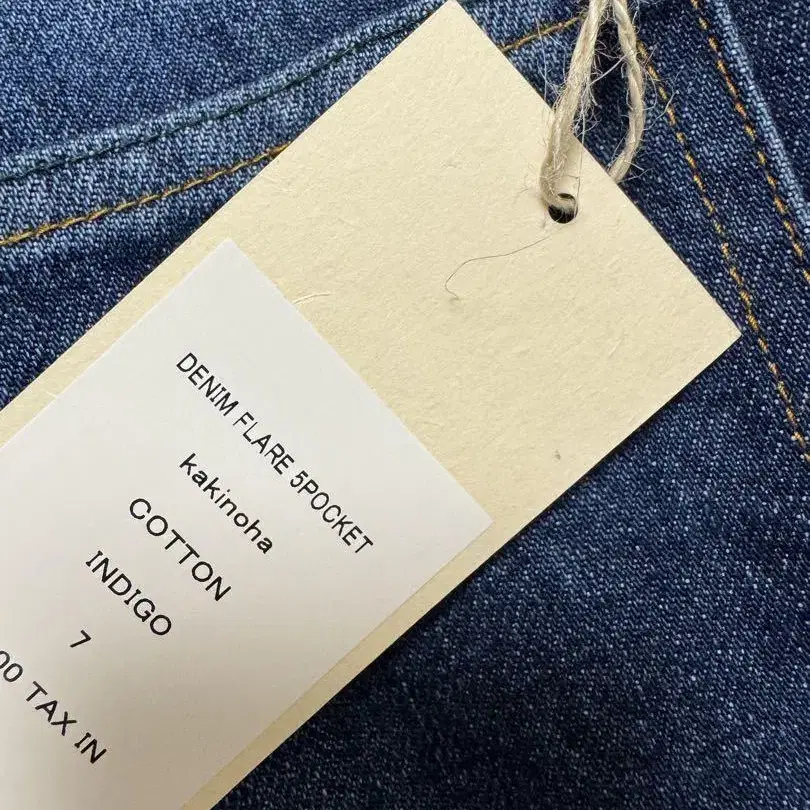 DENIM FLARE 5POCKET
kakinoha
COTTON
INDIGO
7
00 TAX IN